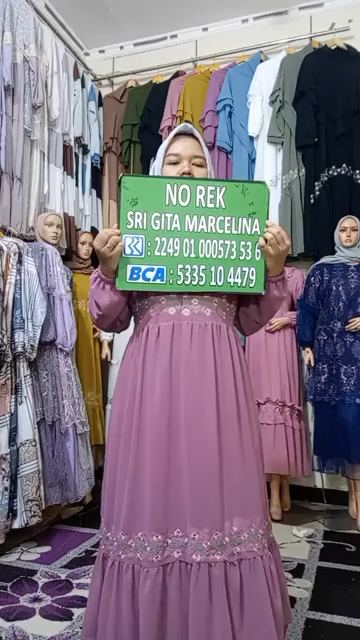 NO REK
SRI GITA MARCELINA
: 2249 01 000573 53 6
BCA : 5335 10 4479